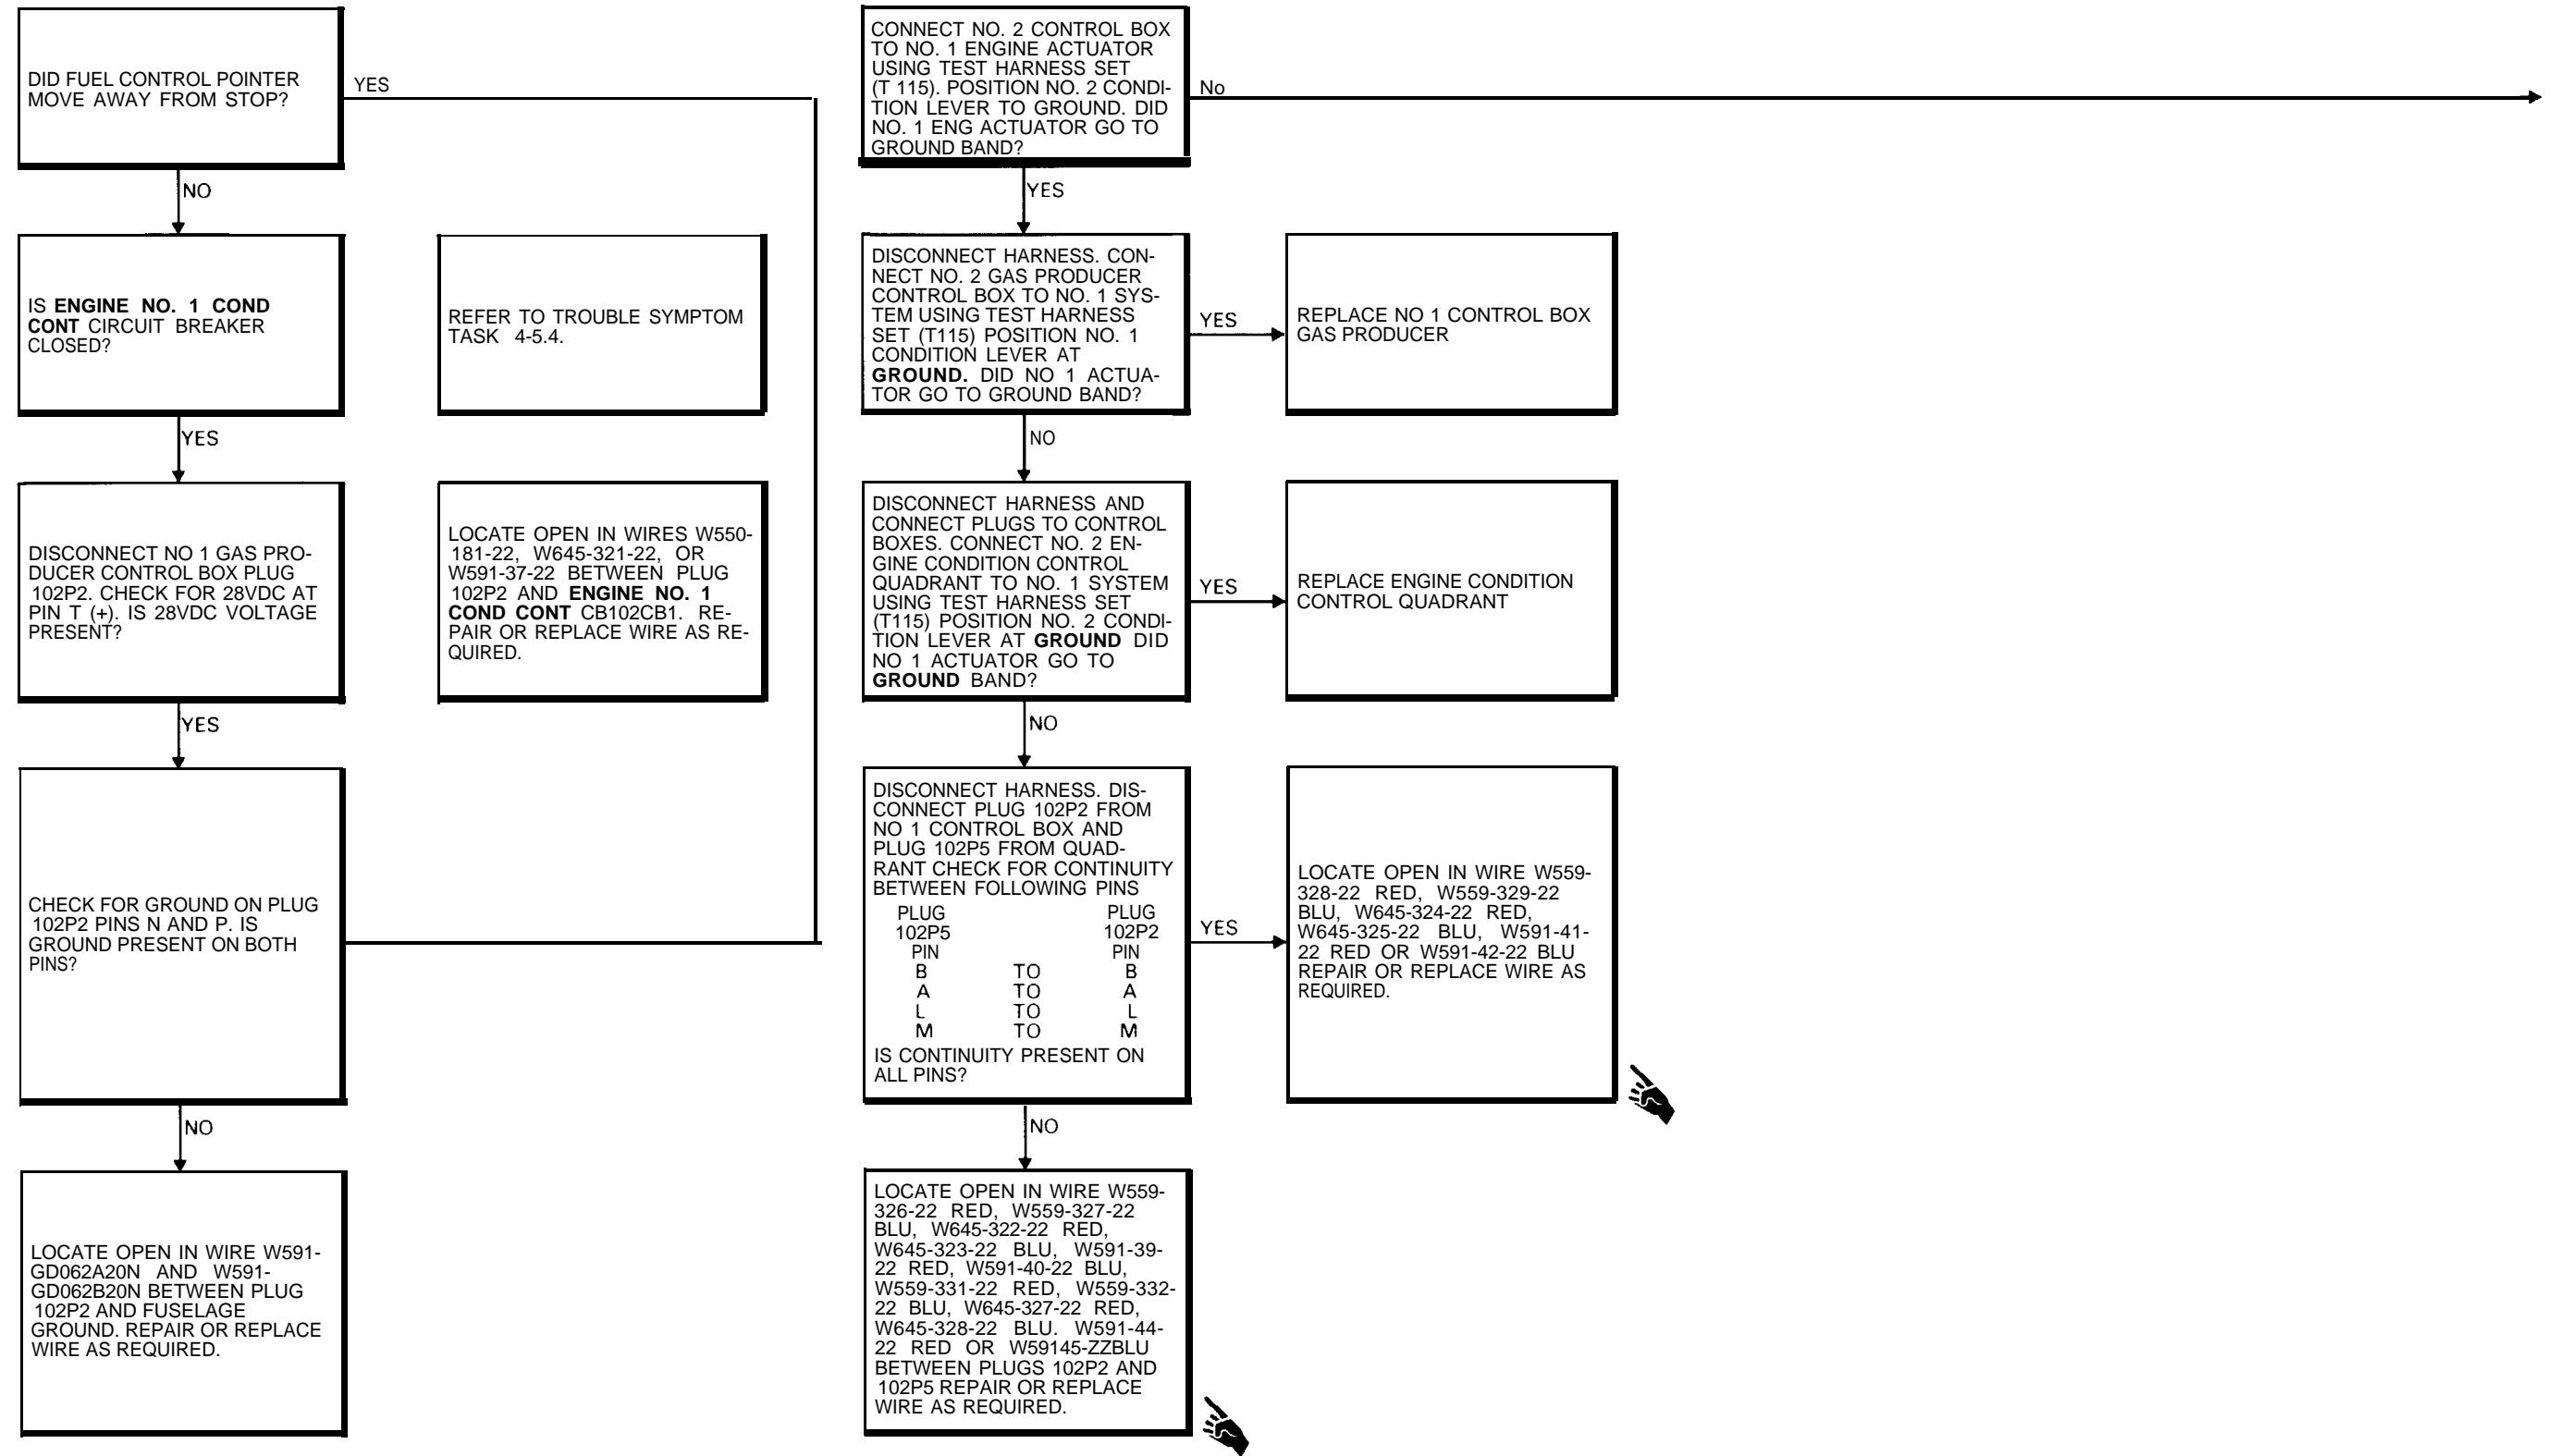 DID FUEL CONTROL POINTER
MOVE AWAY FROM STOP?
YES
NO
IS ENGINE NO. 1 COND
CONT CIRCUIT BREAKER
CLOSED?
YES
REFER TO TROUBLE SYMPTOM
TASK 4-5.4.
DISCONNECT NO 1 GAS PRO-
DUCER CONTROL BOX PLUG
102P2. CHECK FOR 28VDC AT
PIN T (+). IS 28VDC VOLTAGE
PRESENT?
YES
LOCATE OPEN IN WIRES W550-
181-22, W645-321-22, OR
W591-37-22 BETWEEN PLUG
102P2 AND ENGINE NO. 1
COND CONT CB102CB1. RE-
PAIR OR REPLACE WIRE AS RE-
QUIRED.
CHECK FOR GROUND ON PLUG
102P2 PINS N AND P. IS
GROUND PRESENT ON BOTH
PINS?
NO
LOCATE OPEN IN WIRE W591-
GD062A20N AND W591-
GD062B20N BETWEEN PLUG
102P2 AND FUSELAGE
GROUND. REPAIR OR REPLACE
WIRE AS REQUIRED.
CONNECT NO. 2 CONTROL BOX
TO NO. 1 ENGINE ACTUATOR
USING TEST HARNESS SET
(T 115). POSITION NO. 2 CONDI-
TION LEVER TO GROUND. DID
NO. 1 ENG ACTUATOR GO TO
GROUND BAND?
No
YES
DISCONNECT HARNESS. CON-
NECT NO. 2 GAS PRODUCER
CONTROL BOX TO NO. 1 SYS-
TEM USING TEST HARNESS
SET (T115) POSITION NO. 1
CONDITION LEVER AT
GROUND. DID NO 1 ACTUA-
TOR GO TO GROUND BAND?
YES
REPLACE NO 1 CONTROL BOX
GAS PRODUCER
NO
DISCONNECT HARNESS AND
CONNECT PLUGS TO CONTROL
BOXES. CONNECT NO. 2 EN-
GINE CONDITION CONTROL
QUADRANT TO NO. 1 SYSTEM
USING TEST HARNESS SET
(T115) POSITION NO. 2 CONDI-
TION LEVER AT GROUND DID
NO 1 ACTUATOR GO TO
GROUND BAND?
YES
REPLACE ENGINE CONDITION
CONTROL QUADRANT
NO
DISCONNECT HARNESS. DIS-
CONNECT PLUG 102P2 FROM
NO 1 CONTROL BOX AND
PLUG 102P5 FROM QUAD-
RANT CHECK FOR CONTINUITY
BETWEEN FOLLOWING PINS
PLUG PLUG
102P5 102P2
PIN PIN
B TO B
A TO A
L TO L
M TO M
IS CONTINUITY PRESENT ON
ALL PINS?
YES
LOCATE OPEN IN WIRE W559-
328-22 RED, W559-329-22
BLU, W645-324-22 RED,
W645-325-22 BLU, W591-41-
22 RED OR W591-42-22 BLU
REPAIR OR REPLACE WIRE AS
REQUIRED.
NO
LOCATE OPEN IN WIRE W559-
326-22 RED, W559-327-22
BLU, W645-322-22 RED,
W645-323-22 BLU, W591-39-
22 RED, W591-40-22 BLU,
W559-331-22 RED, W559-332-
22 BLU, W645-327-22 RED,
W645-328-22 BLU. W591-44-
22 RED OR W59145-ZZBLU
BETWEEN PLUGS 102P2 AND
102P5 REPAIR OR REPLACE
WIRE AS REQUIRED.